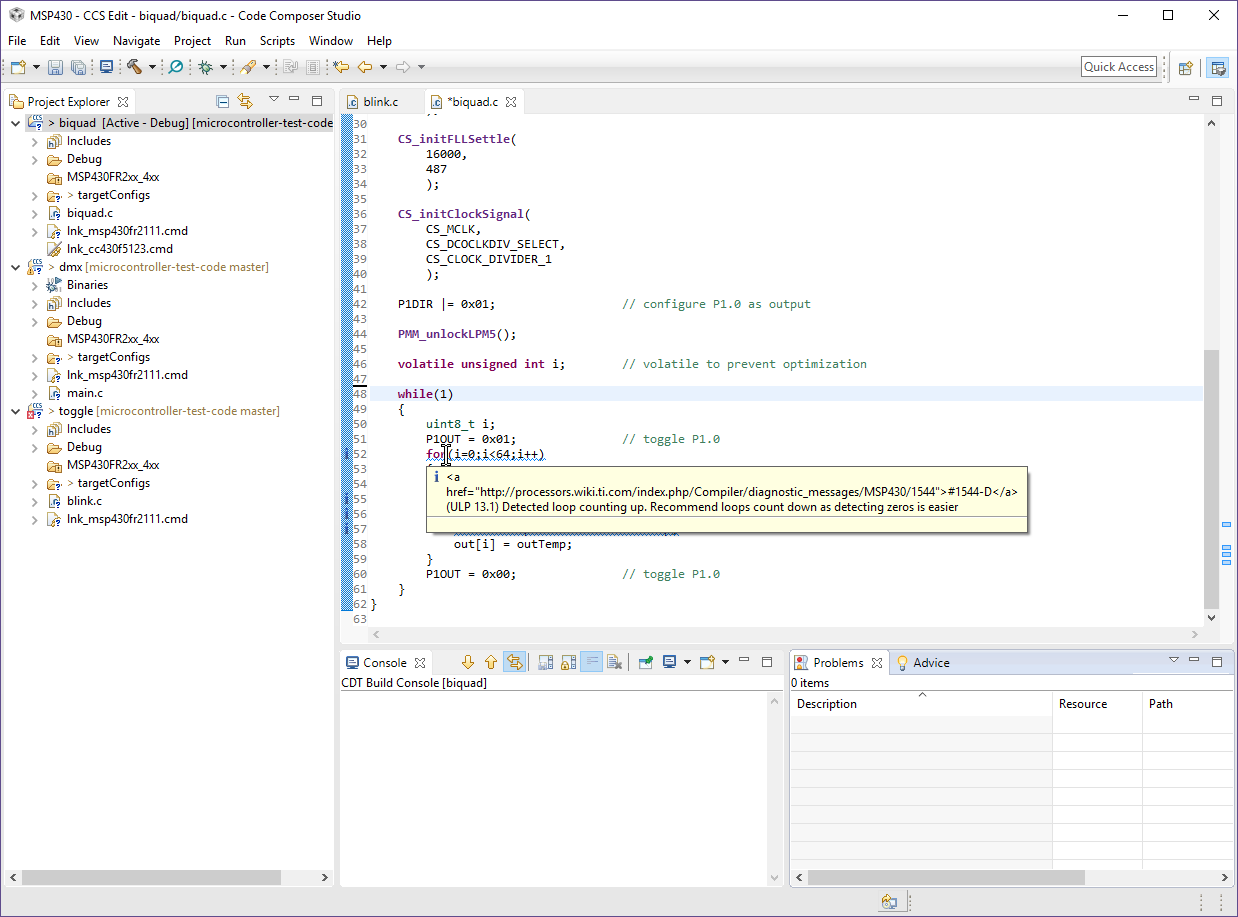 MSP430 - CCS Edit - biquad/biquad.c - Code Composer Studio
File Edit View Navigate Project Run Scripts Window Help
Quick Access
Project Explorer
> biquad [Active - Debug] [microcontroller-test-code
Includes
Debug
MSP430FR2xx_4xx
> targetConfigs
biquad.c
lnk_msp430fr2111.cmd
lnk_cc430f5123.cmd
> dmx [microcontroller-test-code master]
Binaries
Includes
Debug
MSP430FR2xx_4xx
> targetConfigs
lnk_msp430fr2111.cmd
main.c
> toggle [microcontroller-test-code master]
Includes
Debug
MSP430FR2xx_4xx
> targetConfigs
blink.c
lnk_msp430fr2111.cmd
blink.c *biquad.c
30
31 CS_initFLLSettle(
32 16000,
33 487
34 );
35
36 CS_initClockSignal(
37 CS_MCLK,
38 CS_DCOCLKDIV_SELECT,
39 CS_CLOCK_DIVIDER_1
40 );
41
42 P1DIR |= 0x01; // configure P1.0 as output
43
44 PMM_unlockLPM5();
45
46 volatile unsigned int i; // volatile to prevent optimization
47
48 while(1)
49 {
50 uint8_t i;
51 P1OUT = 0x01; // toggle P1.0
52 for(i=0;i<64;i++)
53
54
55
56
57
<a
href="http://processors.wiki.ti.com/index.php/Compiler/diagnostic_messages/MSP430/1544">#1544-D</a>
(ULP 13.1) Detected loop counting up. Recommend loops count down as detecting zeros is easier
58 out[i] = outTemp;
59 }
60 P1OUT = 0x00; // toggle P1.0
61 }
62 }
63
Console
CDT Build Console [biquad]
Problems Advice
0 items
Description Resource Path